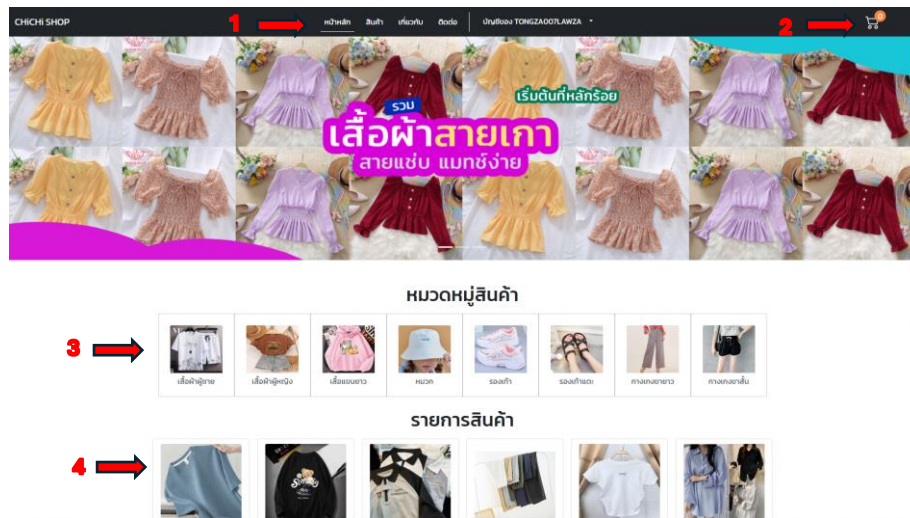 CHiCHi SHOP
1
หน้าหลัก สินค้า เกี่ยวกับ ติดต่อ บัญชีของ TONGZA007LAWZA
2
0
เริ่มต้นที่หลักร้อย
รวม
เสื้อผ้าสายเกา
สายแซ่บ แมทช์ง่าย
หมวดหมู่สินค้า
3
เสื้อผ้าผู้ชาย เสื้อผ้าผู้หญิง เสื้อแขนยาว หมวก รองเท้า รองเท้าแตะ กางเกงขายาว กางเกงขาสั้น
รายการสินค้า
4